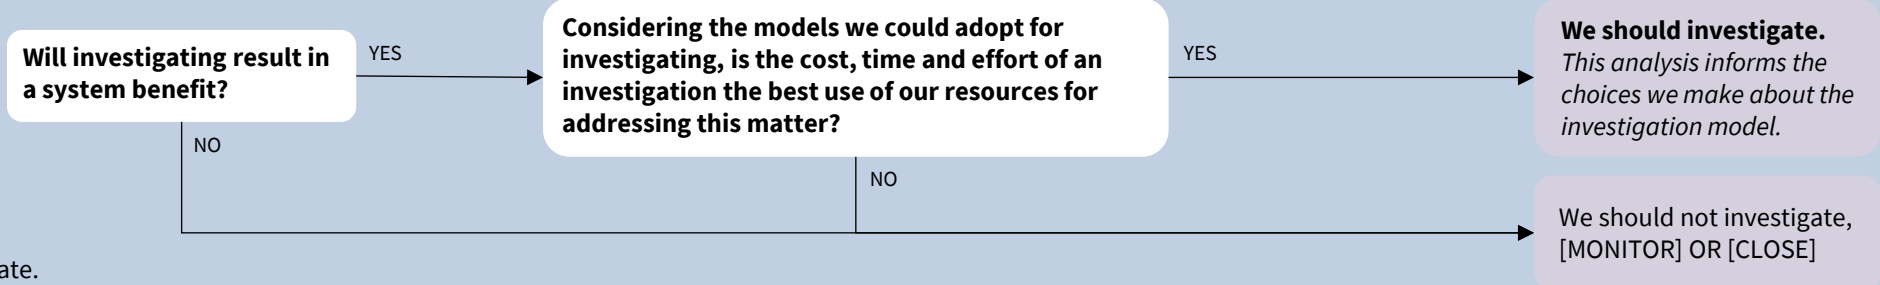 Will investigating result in
a system benefit?
YES
NO
Considering the models we could adopt for
investigating, is the cost, time and effort of an
investigation the best use of our resources for
addressing this matter?
YES
NO
We should investigate.
This analysis informs the
choices we make about the
investigation model.
We should not investigate,
[MONITOR] OR [CLOSE]
ate.